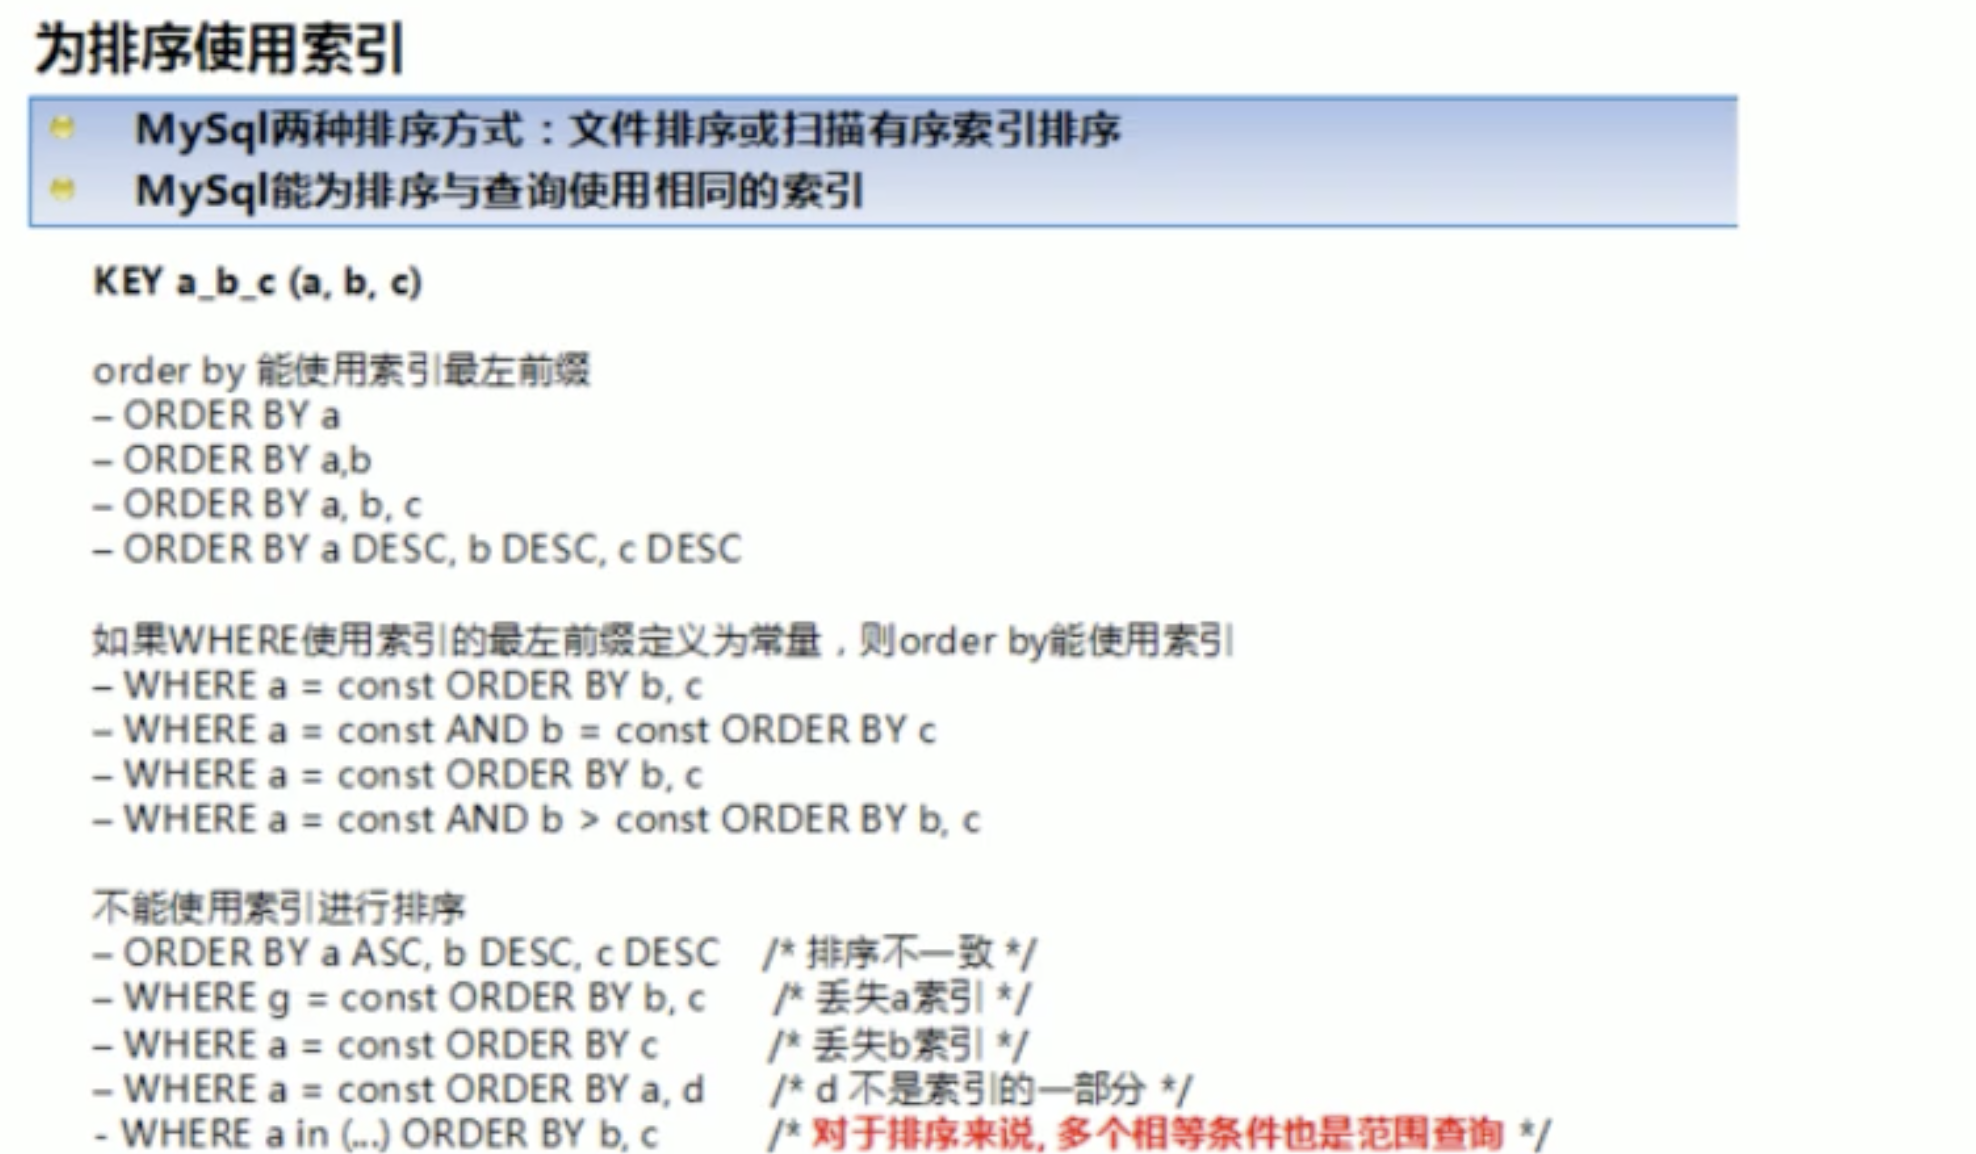 为排序使用索引
MySql两种排序方式：文件排序或扫描有序索引排序
MySql能为排序与查询使用相同的索引
KEY a_b_c (a, b, c)
order by 能使用索引最左前缀
– ORDER BY a
– ORDER BY a,b
– ORDER BY a, b, c
– ORDER BY a DESC, b DESC, c DESC
如果WHERE使用索引的最左前缀定义为常量，则order by能使用索引
– WHERE a = const ORDER BY b, c
– WHERE a = const AND b = const ORDER BY c
– WHERE a = const ORDER BY b, c
– WHERE a = const AND b > const ORDER BY b, c
不能使用索引进行排序
– ORDER BY a ASC, b DESC, c DESC /* 排序不一致 */
– WHERE g = const ORDER BY b, c /* 丢失a索引 */
– WHERE a = const ORDER BY c /* 丢失b索引 */
– WHERE a = const ORDER BY a, d /* d 不是索引的一部分 */
- WHERE a in (...) ORDER BY b, c /* 对于排序来说, 多个相等条件也是范围查询 */